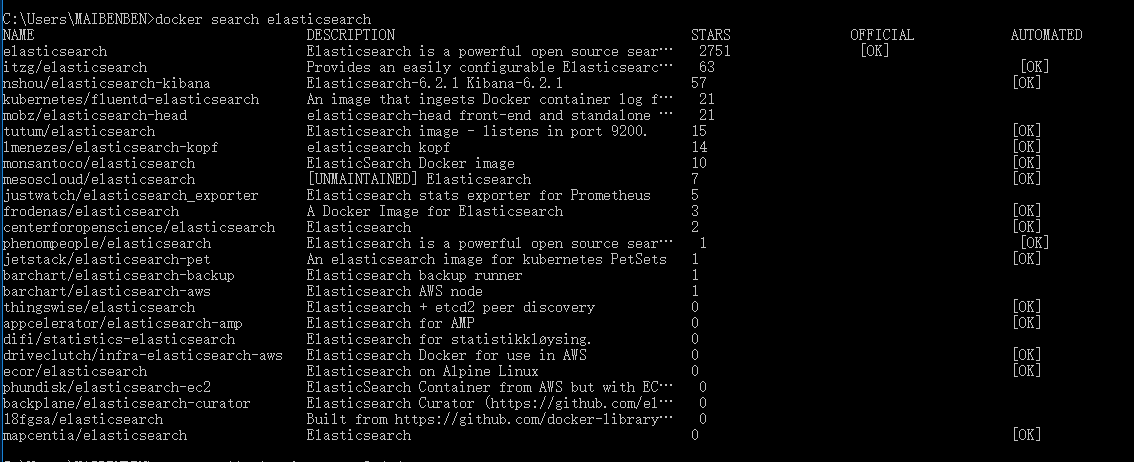 C:\Users\MAIBENBEN>docker search elasticsearch
NAME DESCRIPTION STARS OFFICIAL AUTOMATED
elasticsearch Elasticsearch is a powerful open source sear… 2751 [OK]
itzg/elasticsearch Provides an easily configurable Elasticsearc… 63 [OK]
nshou/elasticsearch-kibana Elasticsearch-6.2.1 Kibana-6.2.1 57 [OK]
kubernetes/fluentd-elasticsearch An image that ingests Docker container log f… 21
mobz/elasticsearch-head elasticsearch-head front-end and standalone … 21
tutum/elasticsearch Elasticsearch image - listens in port 9200. 15 [OK]
lmenezes/elasticsearch-kopf elasticsearch kopf 14 [OK]
monsantoco/elasticsearch ElasticSearch Docker image 10 [OK]
mesoscloud/elasticsearch [UNMAINTAINED] Elasticsearch 7 [OK]
justwatch/elasticsearch_exporter Elasticsearch stats exporter for Prometheus 5
frodenas/elasticsearch A Docker Image for Elasticsearch 3 [OK]
centerforopenscience/elasticsearch Elasticsearch 2 [OK]
phenompeople/elasticsearch Elasticsearch is a powerful open source sear… 1 [OK]
jetstack/elasticsearch-pet An elasticsearch image for kubernetes PetSets 1 [OK]
barchart/elasticsearch-backup Elasticsearch backup runner 1
barchart/elasticsearch-aws Elasticsearch AWS node 1
thingswise/elasticsearch Elasticsearch + etcd2 peer discovery 0 [OK]
appcelerator/elasticsearch-amp Elasticsearch for AMP 0 [OK]
difi/statistics-elasticsearch Elasticsearch for statistikkløysing. 0
driveclutch/infra-elasticsearch-aws Elasticsearch Docker for use in AWS 0 [OK]
ecor/elasticsearch Elasticsearch on Alpine Linux 0 [OK]
phundisk/elasticsearch-ec2 ElasticSearch Container from AWS but with EC… 0
backplane/elasticsearch-curator Elasticsearch Curator (https://github.com/el… 0
18fgsa/elasticsearch Built from https://github.com/docker-library… 0
mapcentia/elasticsearch Elasticsearch 0 [OK]